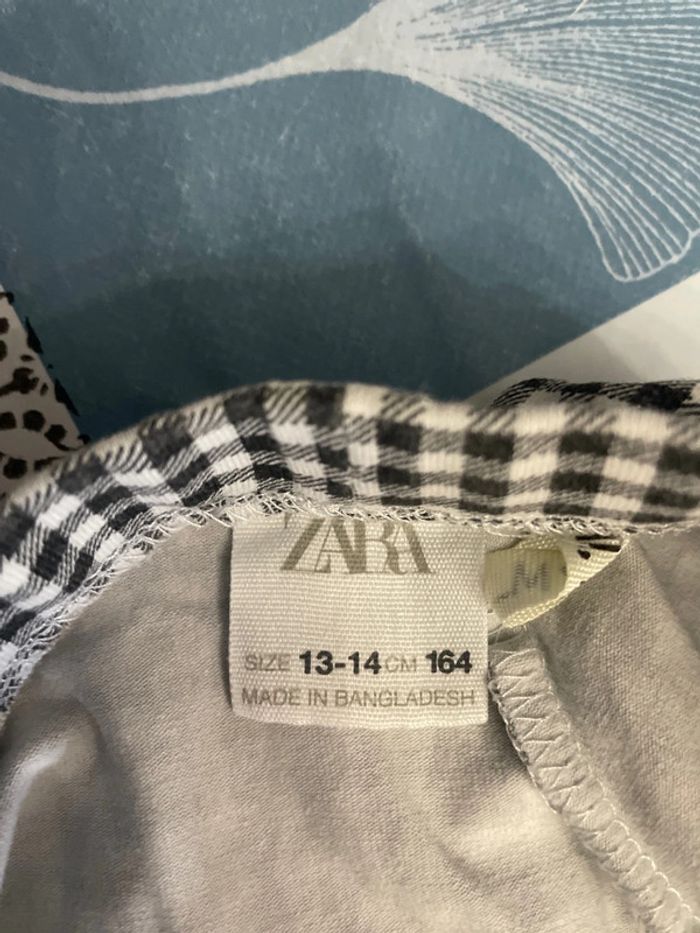 ZARA
SIZE 13-14 CM 164
MADE IN BANGLADESH